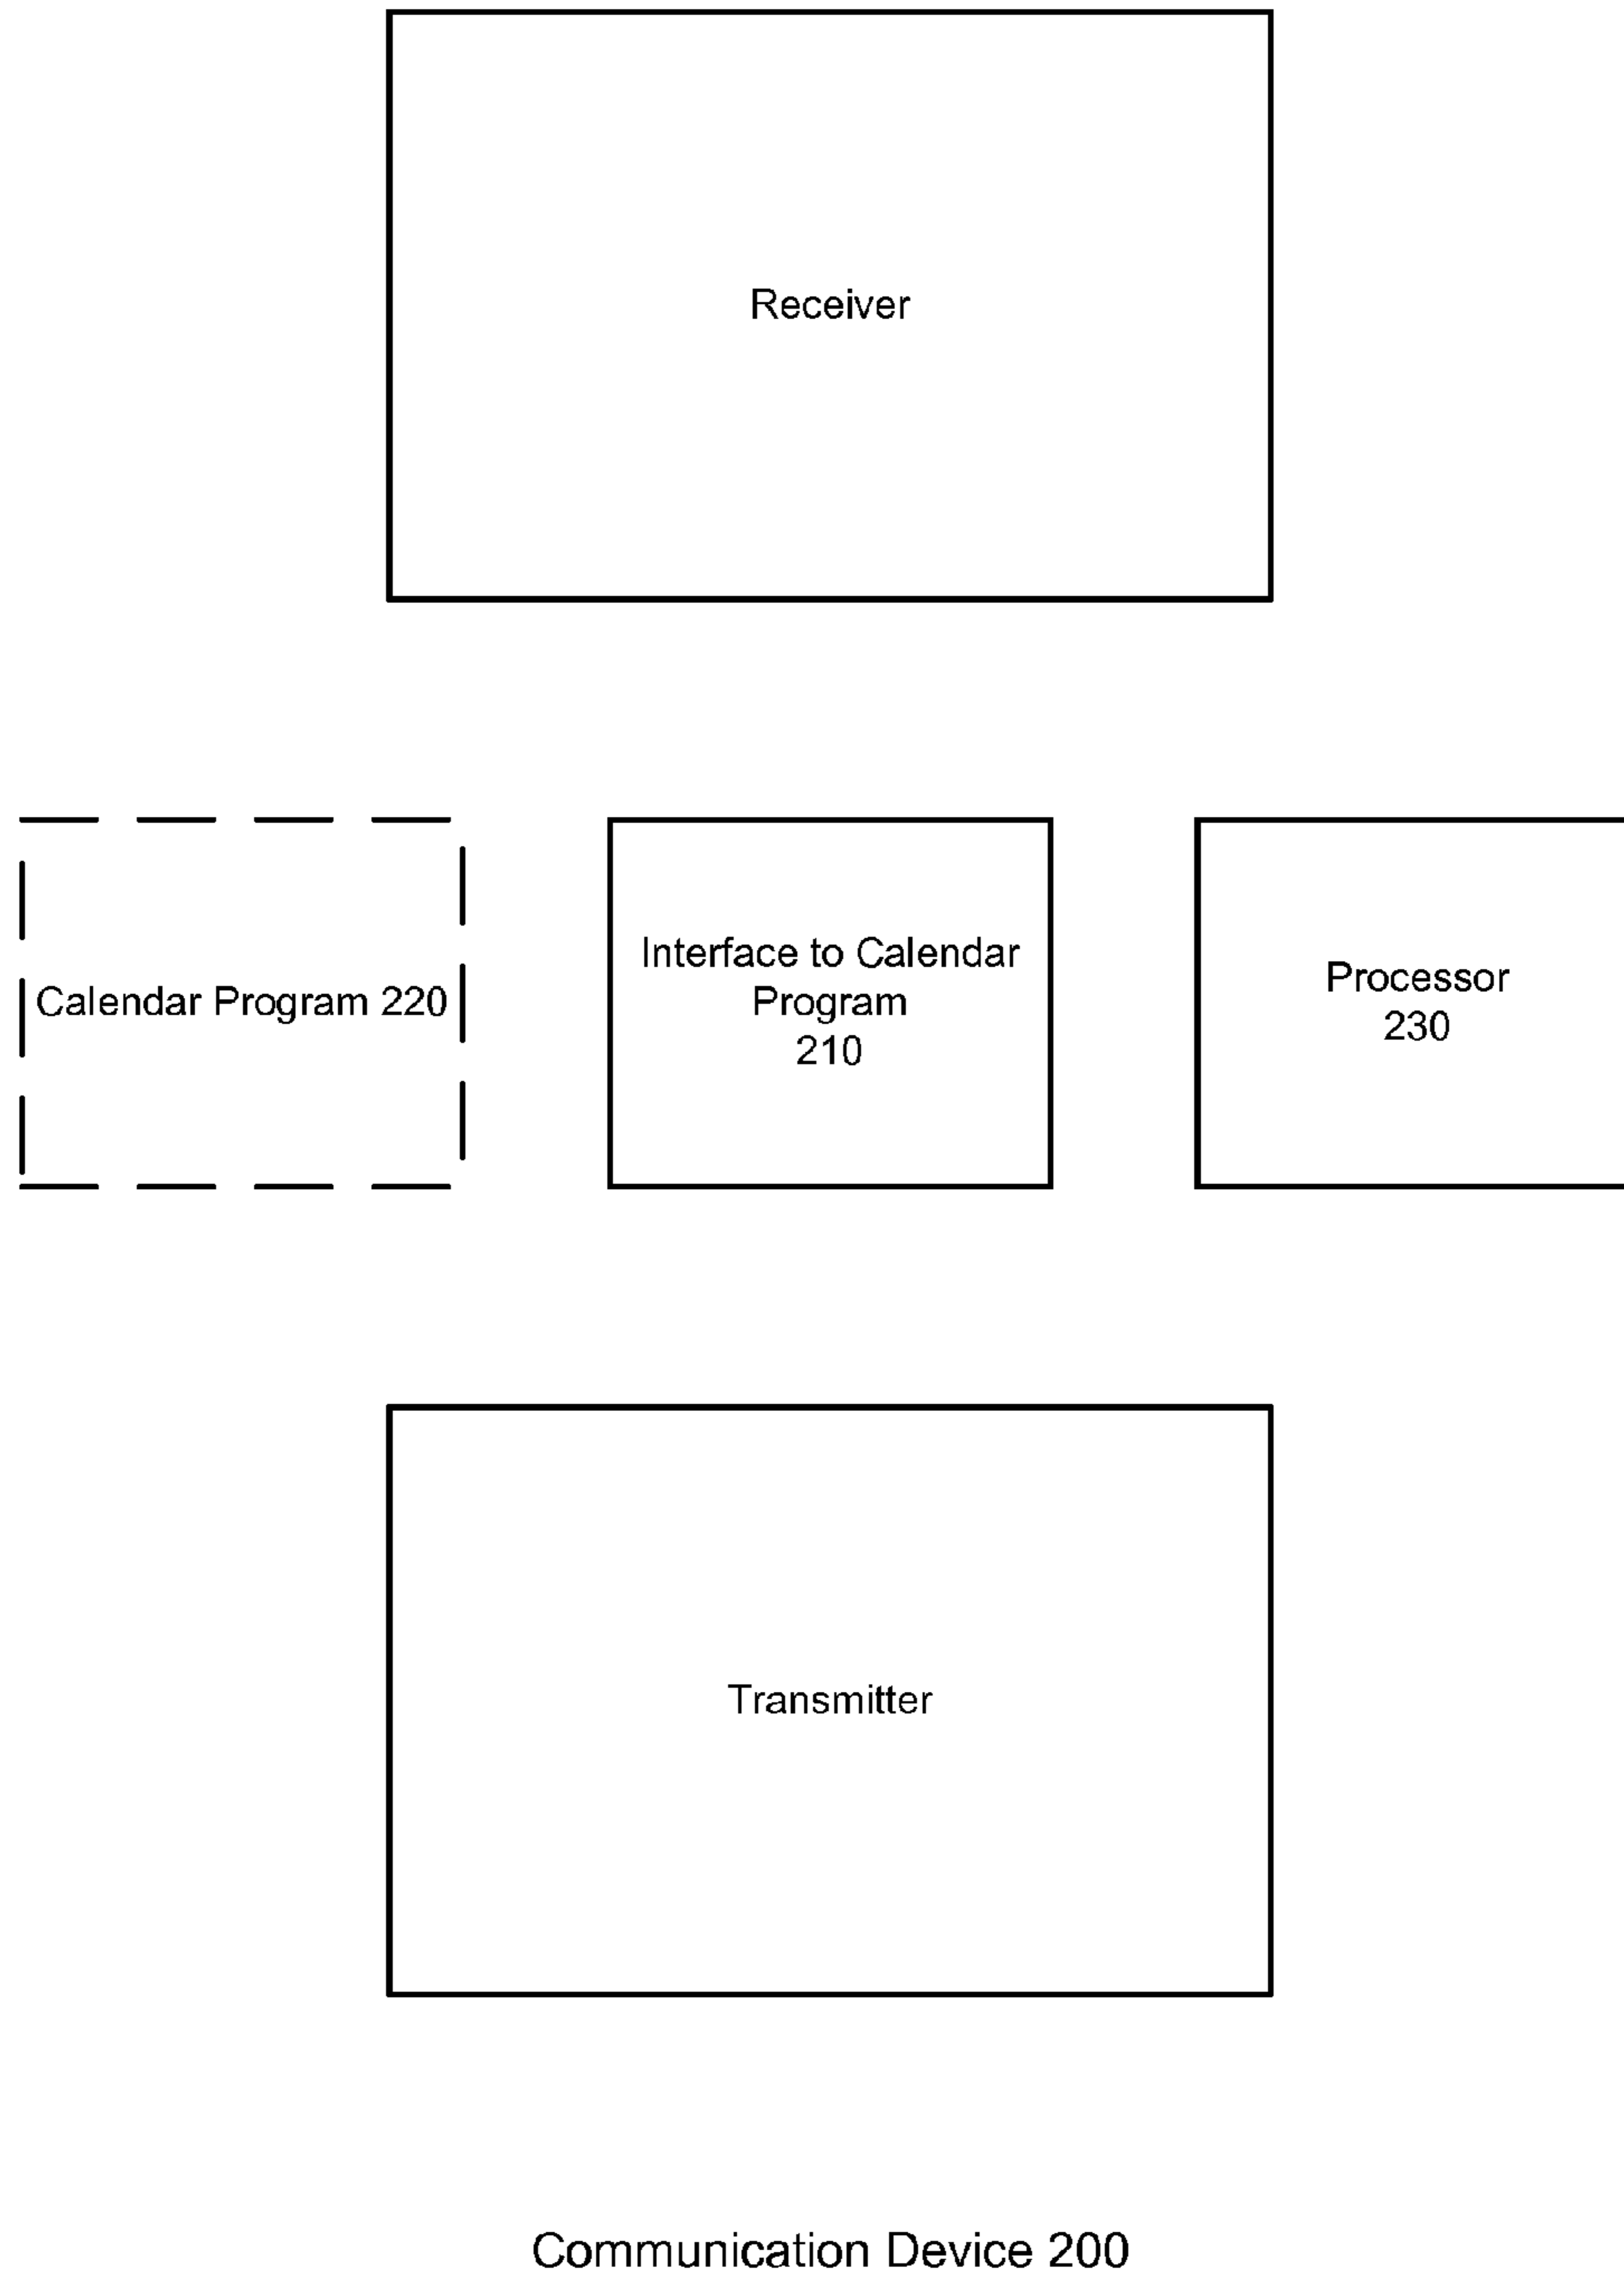 Receiver
Calendar Program 220
Interface to Calendar
Program
210
Processor
230
Transmitter
Communication Device 200